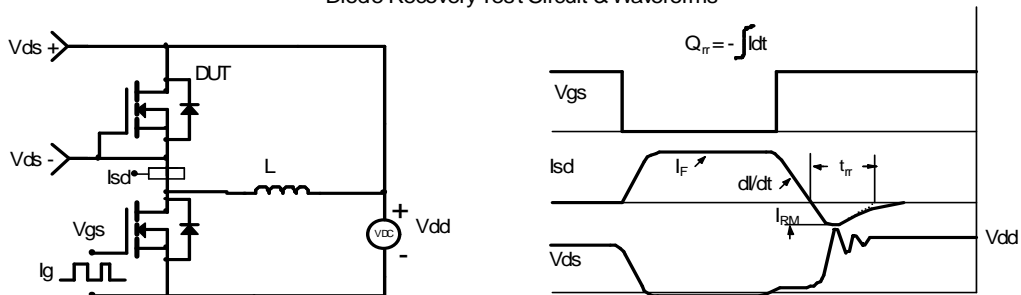 Diode Recovery Test Circuit & Waveforms
Vds +
DUT
Vds -
Isd
L
Vgs
Ig
VDC
+
-
Vdd
Qrr = - ∫Idt
Vgs
Isd
IF
dI/dt
trr
IRM
Vdd
Vds